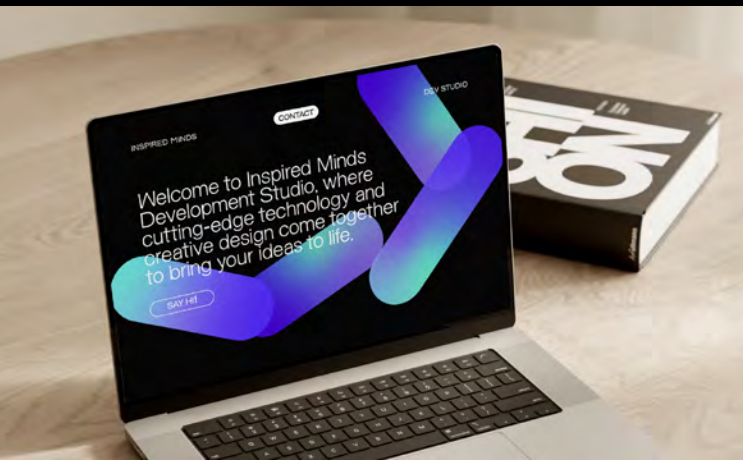 INSPIRED MINDS
CONTACT
DEV STUDIO
Welcome to Inspired Minds
Development Studio, where
cutting-edge technology and
creative design come together
to bring your ideas to life.
SAY HI!